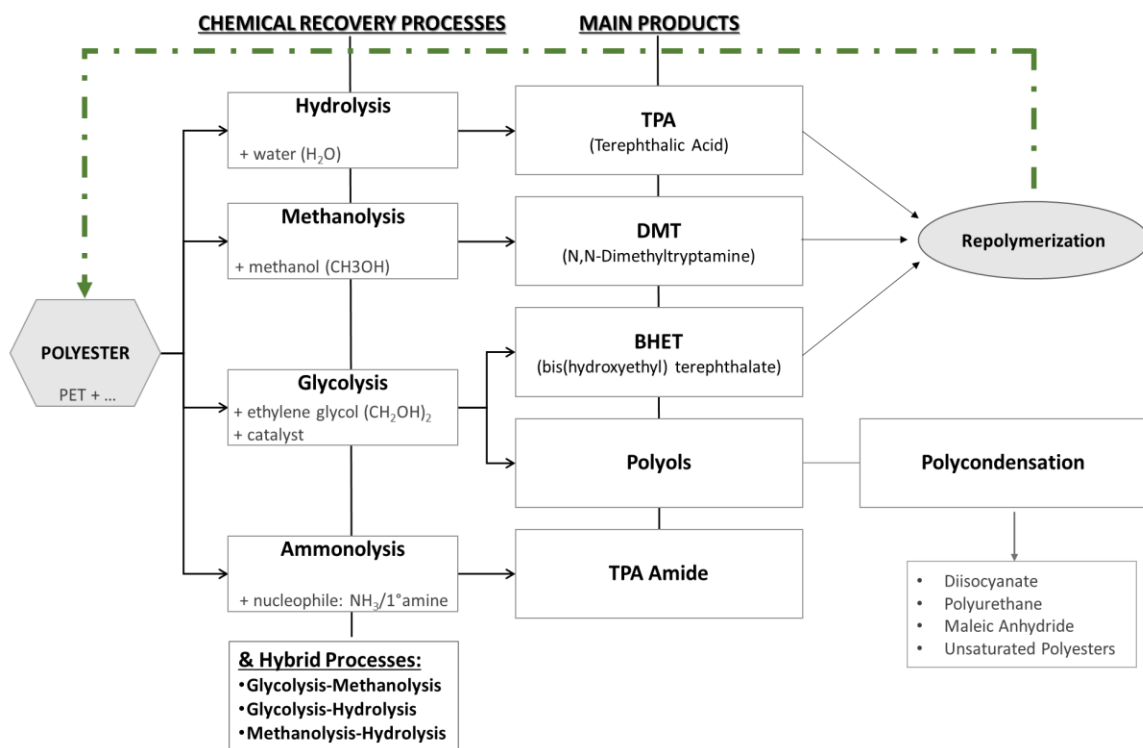 CHEMICAL RECOVERY PROCESSES
MAIN PRODUCTS
POLYESTER
PET + ...
Hydrolysis
+ water (H₂O)
Methanolysis
+ methanol (CH3OH)
Glycolysis
+ ethylene glycol (CH₂OH)₂
+ catalyst
Ammonolysis
+ nucleophile: NH₃/1°amine
& Hybrid Processes:
•Glycolysis-Methanolysis
•Glycolysis-Hydrolysis
•Methanolysis-Hydrolysis
TPA
(Terephthalic Acid)
DMT
(N,N-Dimethyltryptamine)
BHET
(bis(hydroxyethyl) terephthalate)
Polyols
TPA Amide
Repolymerization
Polycondensation
• Diisocyanate
• Polyurethane
• Maleic Anhydride
• Unsaturated Polyesters